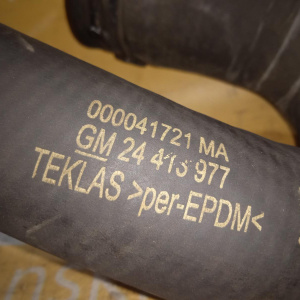 000041721 MA
GM 24 413 977
TEKLAS >per-EPDM<